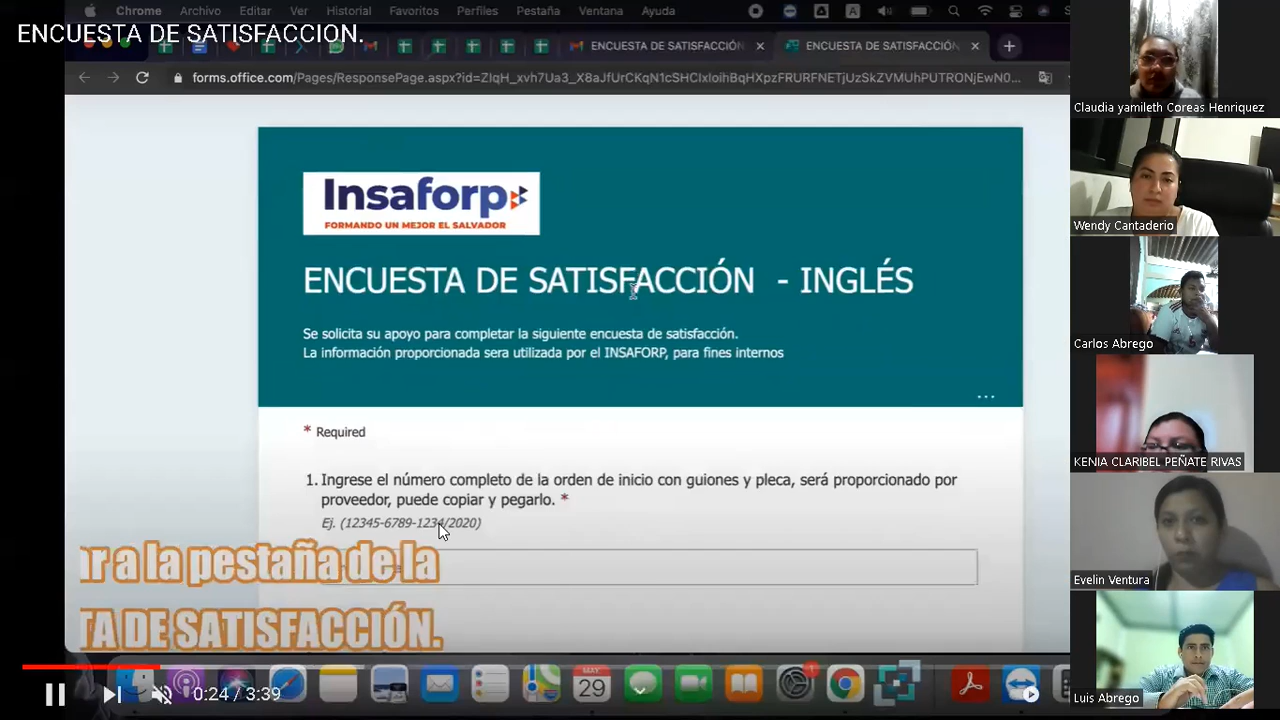 ENCUESTA DE SATISFACCION.
Chrome Archivo Editar Ver Historial Favoritos Perfiles Pestaña Ventana Ayuda
ENCUESTA DE SATISFACCIÓN
ENCUESTA DE SATISFACCIÓN
forms.office.com/Pages/ResponsePage.aspx?id=ZIqH_xvh7Ua3_X8aJfUrCKqN1cSHClxIoihBqHXpzFRURFNETjUzSkZVMUhPUTRONjEwN0...
Insaforp
FORMANDO UN MEJOR EL SALVADOR
ENCUESTA DE SATISFACCIÓN - INGLÉS
Se solicita su apoyo para completar la siguiente encuesta de satisfacción.
La información proporcionada sera utilizada por el INSAFORP, para fines internos
...
* Required
1. Ingrese el número completo de la orden de inicio con guiones y pleca, será proporcionado por
proveedor, puede copiar y pegarlo. *
Ej. (12345-6789-1234/2020)
ar a la pestaña de la
TA DE SATISFACCIÓN.
MAY
29
1
0:24 / 3:39
Claudia yamileth Coreas Henriquez
Wendy Cantaderio
Carlos Abrego
KENIA CLARIBEL PEÑATE RIVAS
Evelin Ventura
Luis Abrego